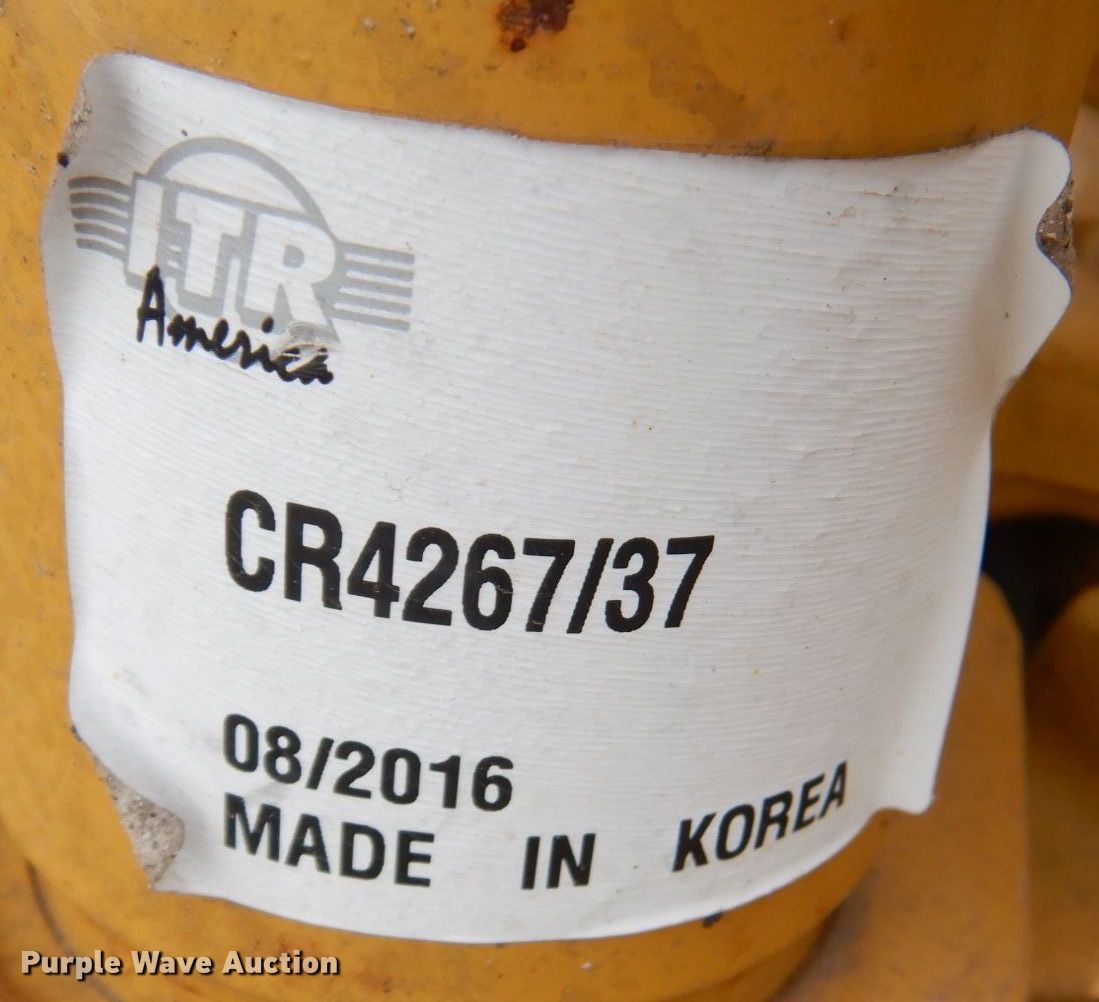 ITR
America
CR4267/37
08/2016
MADE IN KOREA
Purple Wave Auction